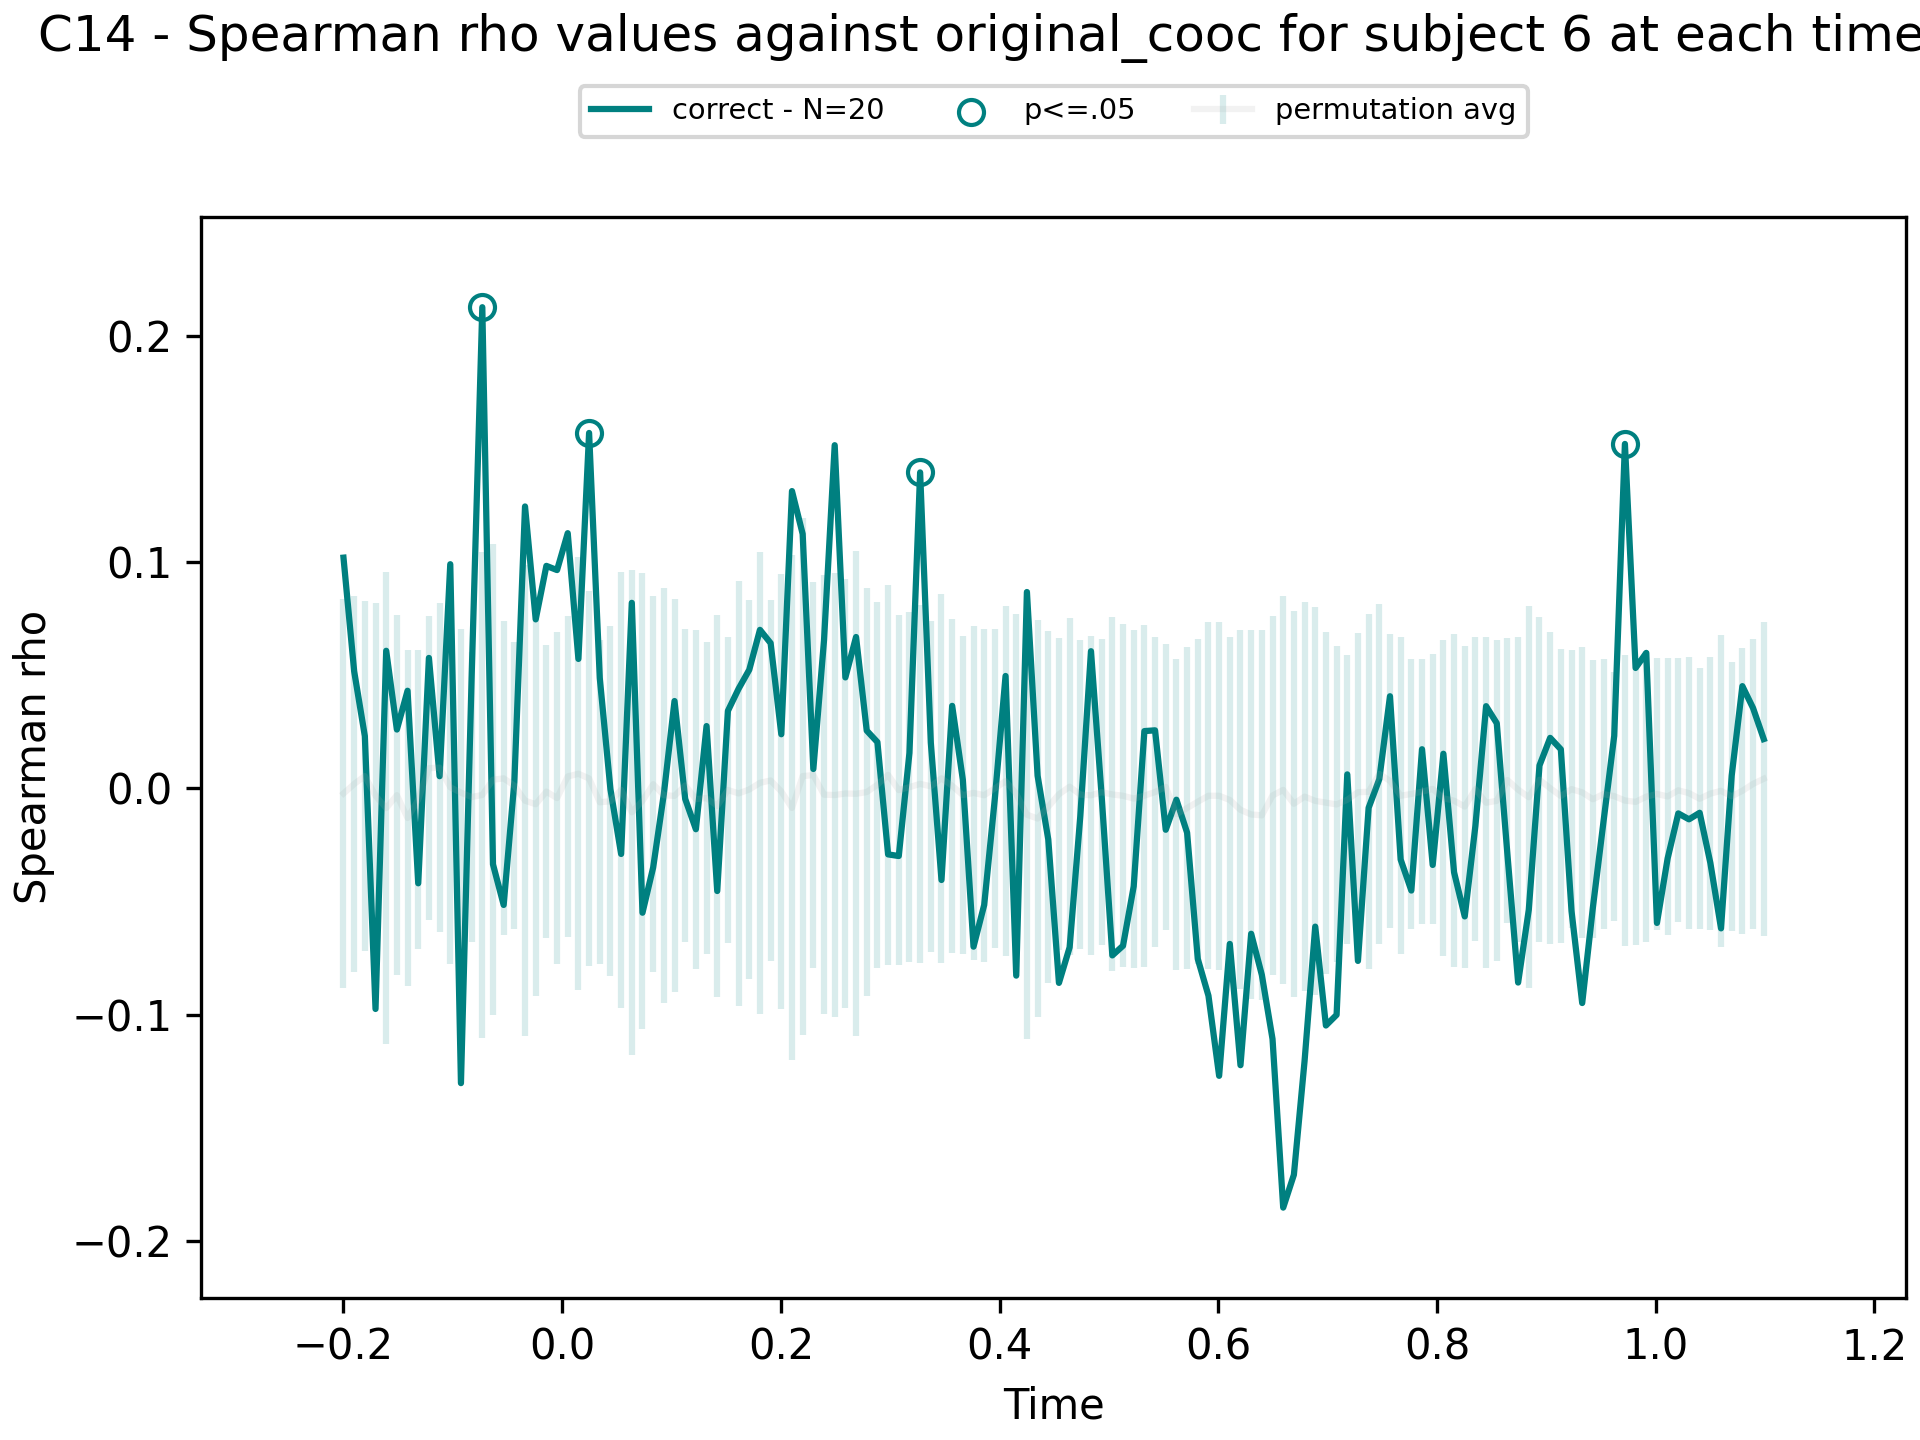 C14 - Spearman rho values against original_cooc for subject 6 at each time
correct - N=20 p<=.05 permutation avg
Spearman rho
0.2
0.1
0.0
−0.1
−0.2
−0.2 0.0 0.2 0.4 0.6 0.8 1.0 1.2
Time